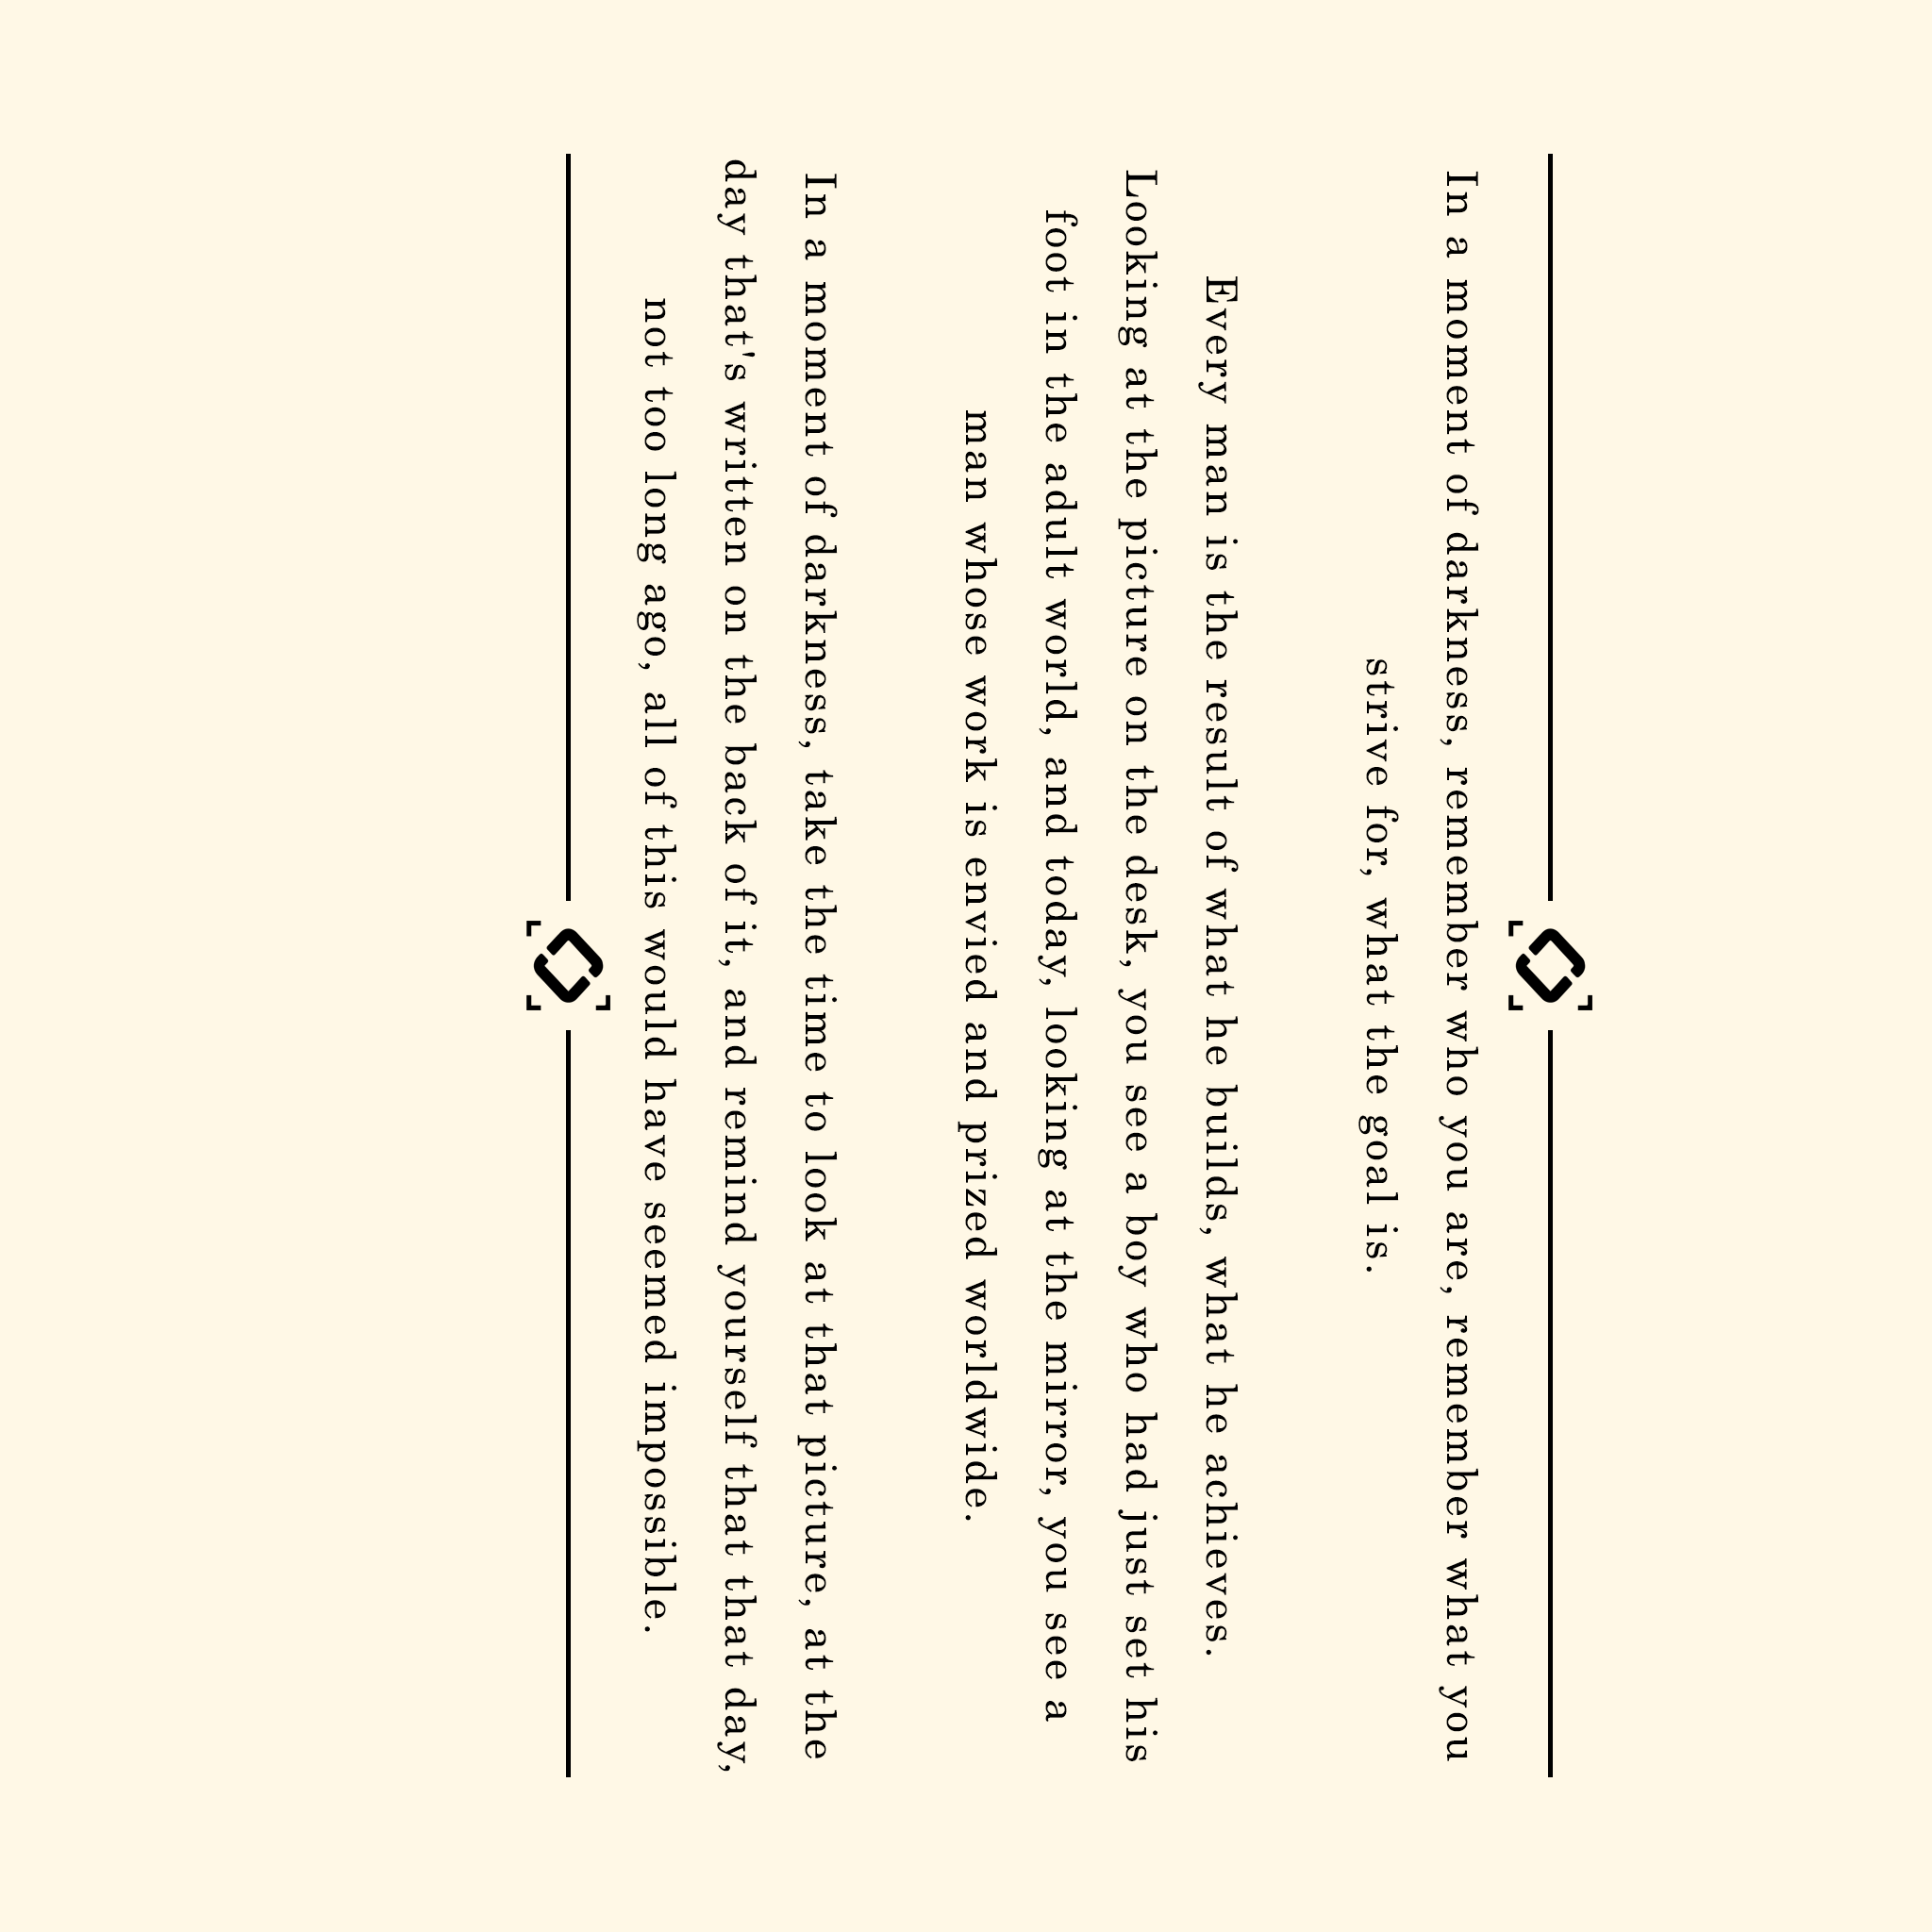 In a moment of darkness, remember who you are, remember what you
strive for, what the goal is.
Every man is the result of what he builds, what he achieves.
Looking at the picture on the desk, you see a boy who had just set his
foot in the adult world, and today, looking at the mirror, you see a
man whose work is envied and prized worldwide.
In a moment of darkness, take the time to look at that picture, at the
day that's written on the back of it, and remind yourself that that day,
not too long ago, all of this would have seemed impossible.